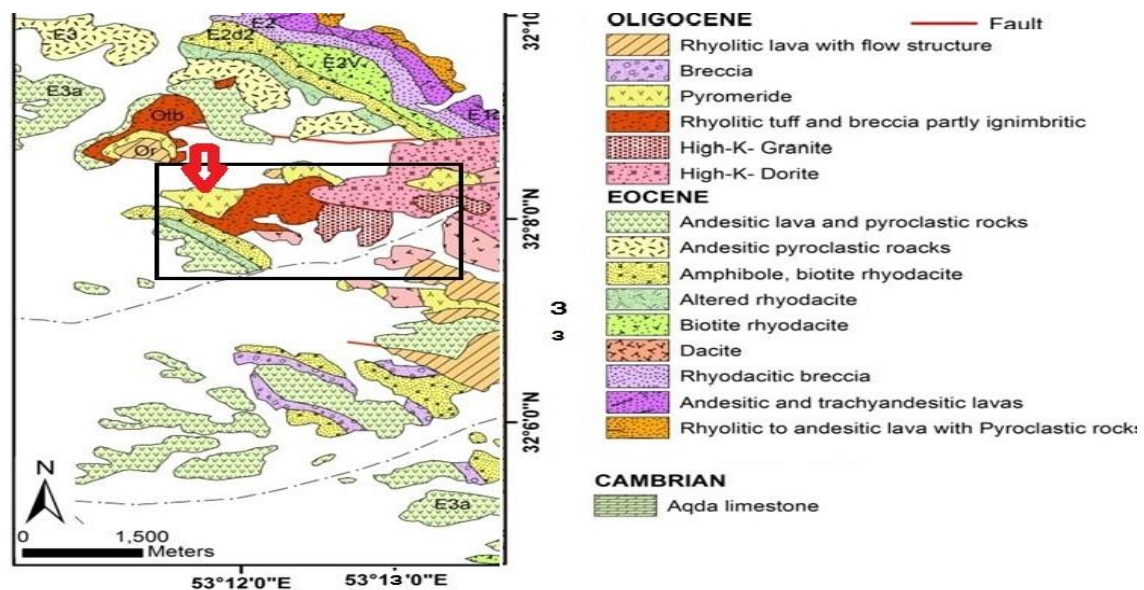 E3
E2
E2d2
E2V
E3a
Otb
Or
E3a
N
0 1,500
Meters
53°12'0"E 53°13'0"E
32°10
32°8'0"N
32°6'0"N
3
3
OLIGOCENE
Fault
Rhyolitic lava with flow structure
Breccia
Pyromeride
Rhyolitic tuff and breccia partly ignimbritic
High-K- Granite
High-K- Dorite
EOCENE
Andesitic lava and pyroclastic rocks
Andesitic pyroclastic roacks
Amphibole, biotite rhyodacite
Altered rhyodacite
Biotite rhyodacite
Dacite
Rhyodacitic breccia
Andesitic and trachyandesitic lavas
Rhyolitic to andesitic lava with Pyroclastic rocks
CAMBRIAN
Aqda limestone